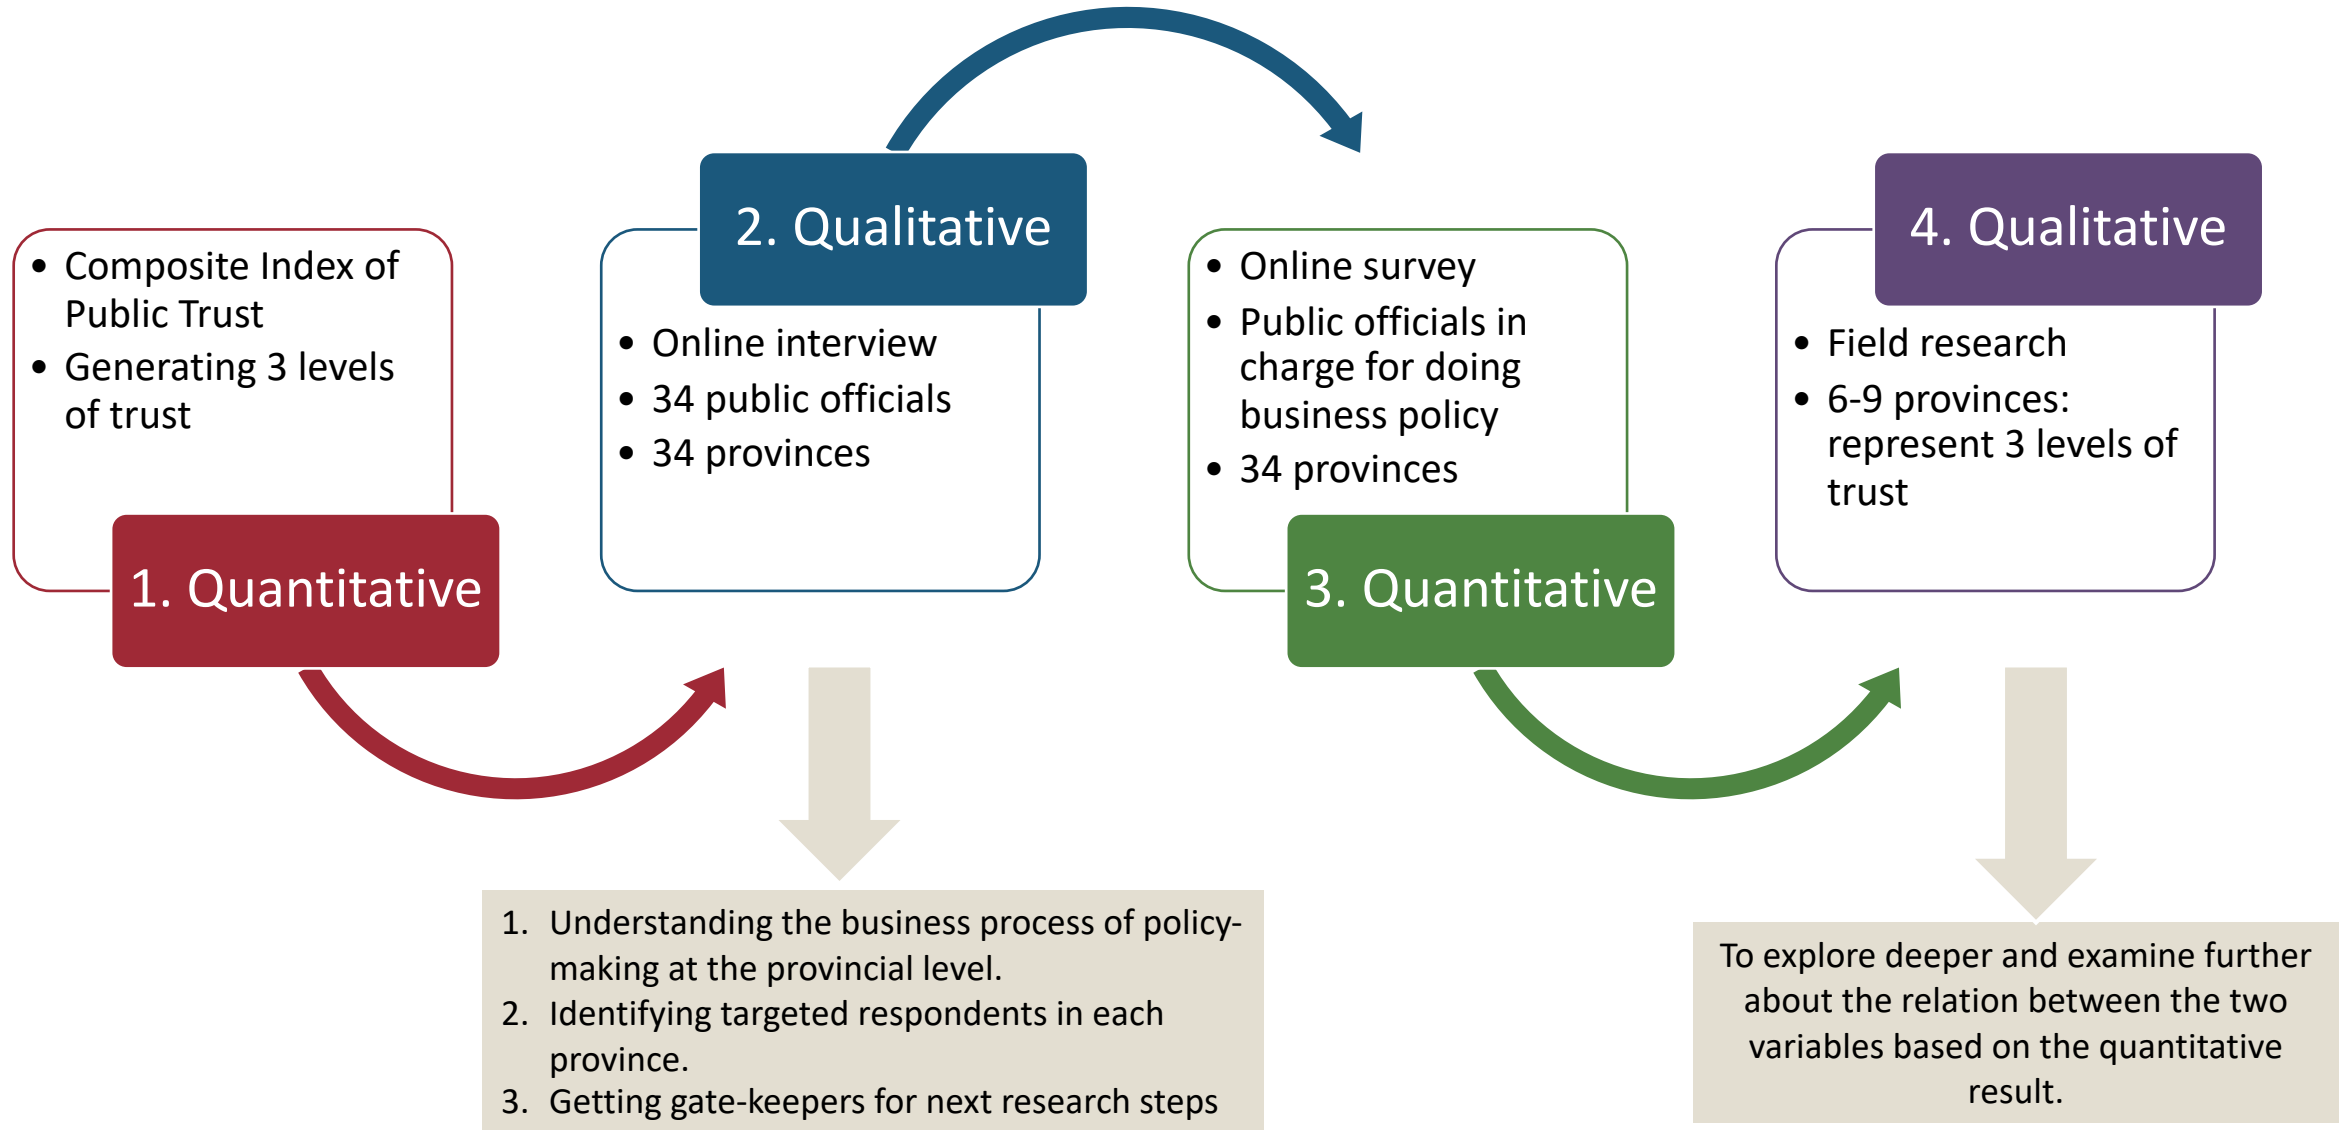 • Composite Index of
Public Trust
• Generating 3 levels
of trust
1. Quantitative
2. Qualitative
• Online interview
• 34 public officials
• 34 provinces
• Online survey
• Public officials in
charge for doing
business policy
• 34 provinces
3. Quantitative
4. Qualitative
• Field research
• 6-9 provinces:
represent 3 levels of
trust
1. Understanding the business process of policy-
making at the provincial level.
2. Identifying targeted respondents in each
province.
3. Getting gate-keepers for next research steps
To explore deeper and examine further
about the relation between the two
variables based on the quantitative
result.